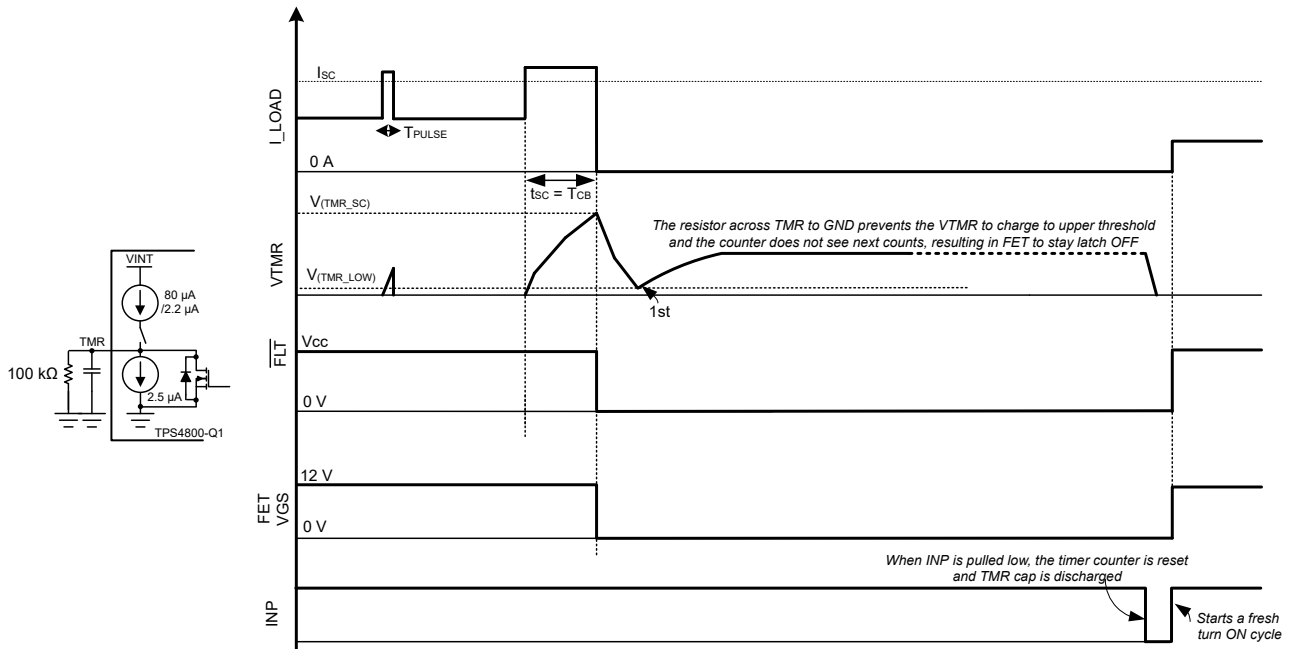 VINT
80 µA
/2.2 µA
TMR
100 kΩ
2.5 µA
TPS4800-Q1
I_LOAD
ISC
TPULSE
0 A
tSC = TCB
VTMR
V(TMR_SC)
The resistor across TMR to GND prevents the VTMR to charge to upper threshold
and the counter does not see next counts, resulting in FET to stay latch OFF
V(TMR_LOW)
1st
FLT
Vcc
0 V
FET
VGS
12 V
0 V
When INP is pulled low, the timer counter is reset
and TMR cap is discharged
INP
Starts a fresh
turn ON cycle